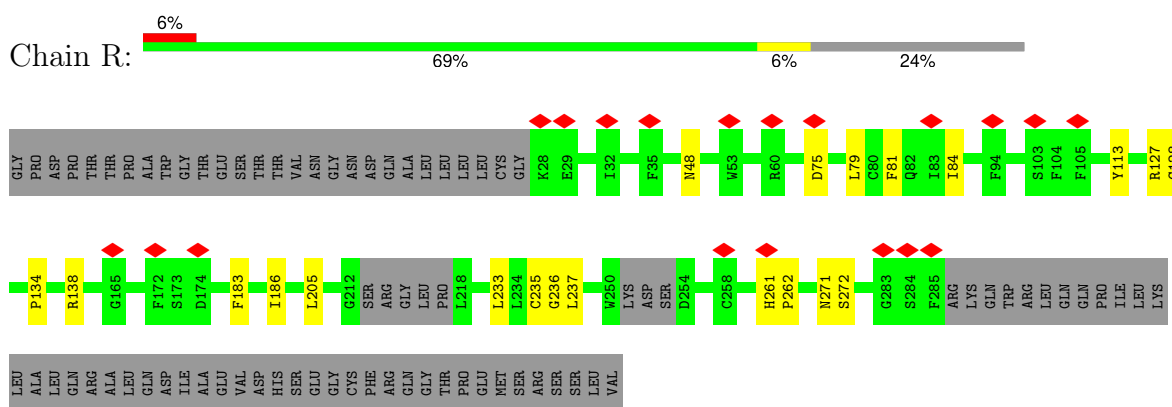 6%
Chain R:
69% 6% 24%
GLY PRO ASP PRO THR THR PRO ALA TRP GLY THR GLU SER THR THR VAL ASN GLY ASN ASP GLN ALA LEU LEU LEU LEU CYS GLY K28 E29 I32 F35 N48 W53 R60 D75 L79 C80 F81 Q82 I83 I84 F94 S103 F104 F105 Y113 R127
P134 R138 G165 F172 S173 D174 F183 I186 L205 G212 SER ARG GLY LEU PRO L218 L233 L234 C235 G236 L237 W250 LYS ASP SER D254 C258 H261 P262 N271 S272 G283 S284 F285 ARG LYS GLN TRP ARG LEU GLN GLN PRO ILE LEU LYS
LEU ALA LEU GLN ARG ALA LEU GLN ASP ILE ALA GLU VAL ASP HIS SER GLU GLY CYS PHE ARG GLN GLY THR PRO GLU MET SER ARG SER SER LEU VAL